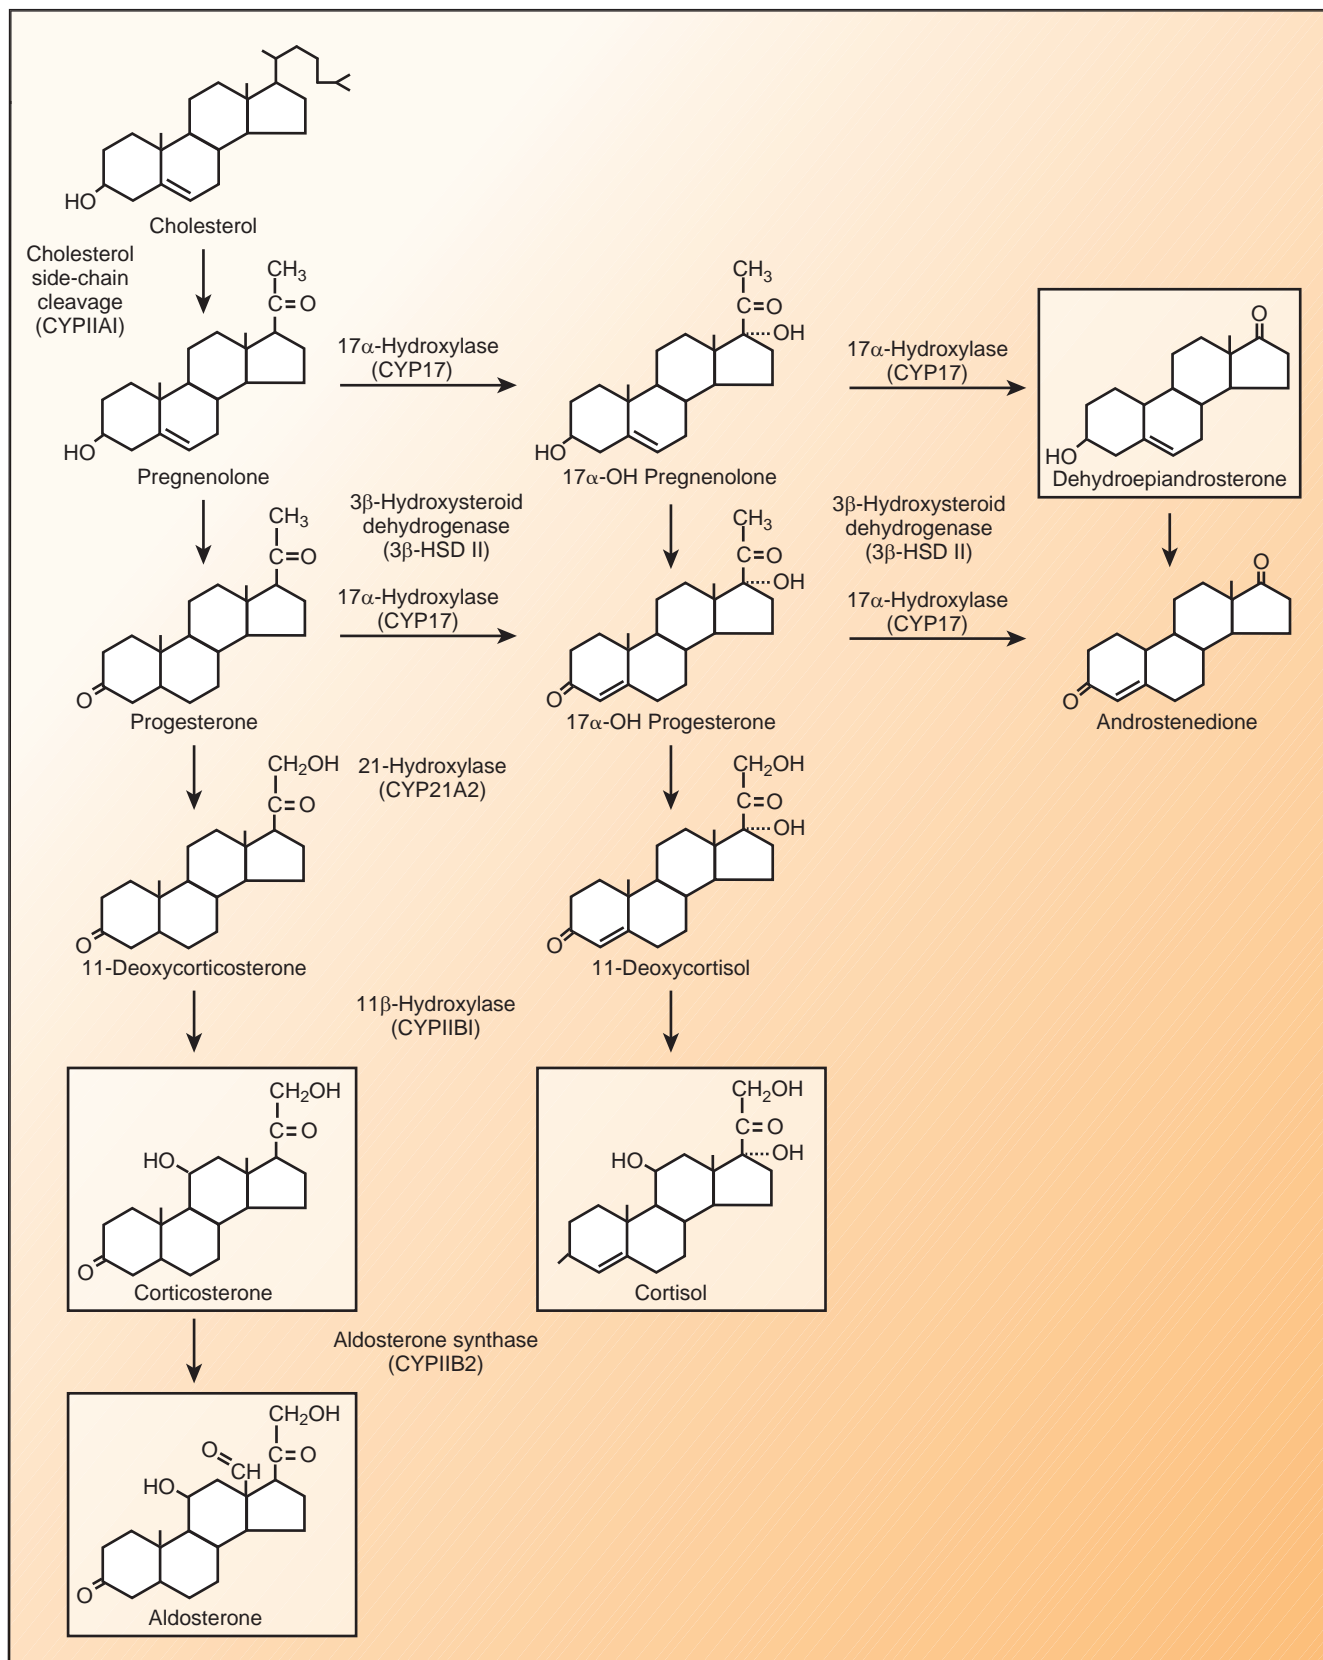 HO
Cholesterol
Cholesterol
side-chain
cleavage
(CYPIIAI)
CH3
C=O
HO
Pregnenolone
17α-Hydroxylase
(CYP17)
CH3
C=O
OH
HO
17α-OH Pregnenolone
17α-Hydroxylase
(CYP17)
O
HO
Dehydroepiandrosterone
3β-Hydroxysteroid
dehydrogenase
(3β-HSD II)
3β-Hydroxysteroid
dehydrogenase
(3β-HSD II)
CH3
C=O
O
Progesterone
17α-Hydroxylase
(CYP17)
CH3
C=O
OH
O
17α-OH Progesterone
17α-Hydroxylase
(CYP17)
O
O
Androstenedione
21-Hydroxylase
(CYP21A2)
CH2OH
C=O
O
11-Deoxycorticosterone
CH2OH
C=O
OH
O
11-Deoxycortisol
11β-Hydroxylase
(CYPIIBI)
CH2OH
C=O
HO
O
Corticosterone
CH2OH
C=O
OH
HO
Cortisol
Aldosterone synthase
(CYPIIB2)
CH2OH
O
C=O
CH
HO
O
Aldosterone